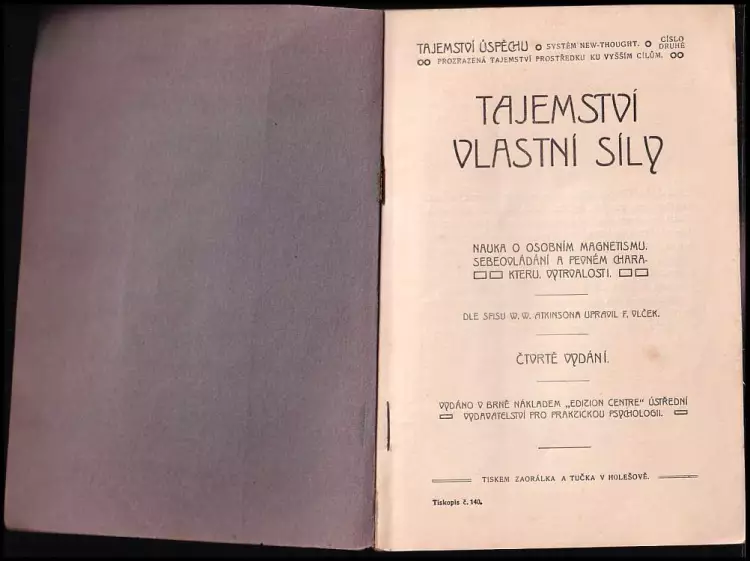 TAJEMSTVÍ ÚSPĚCHU o SYSTÉM NEW-THOUGHT. o ČÍSLO DRUHÉ
PROZRAZENÁ TAJEMSTVÍ PROSTŘEDKU KU VYŠŠÍM CÍLŮM.
TAJEMSTVÍ
VLASTNÍ SÍLY
NAUKA O OSOBNÍM MAGNETISMU,
SEBEOVLÁDÁNÍ A PEVNÉM CHARA-
KTERU, VYTRVALOSTI.
DLE SPISU W. W. ATKINSONA UPRAVIL F. VLČEK.
ČTVRTÉ VYDÁNÍ.
VYDÁNO V BRNĚ NÁKLADEM „EDIZION CENTRE" ÚSTŘEDNÍ
VYDAVATELSTVÍ PRO PRAKZICKOU PSYCHOLOGII.
TISKEM ZAORÁLKA A TUČKA V HOLEŠOVĚ.
Tiskopis č. 140.